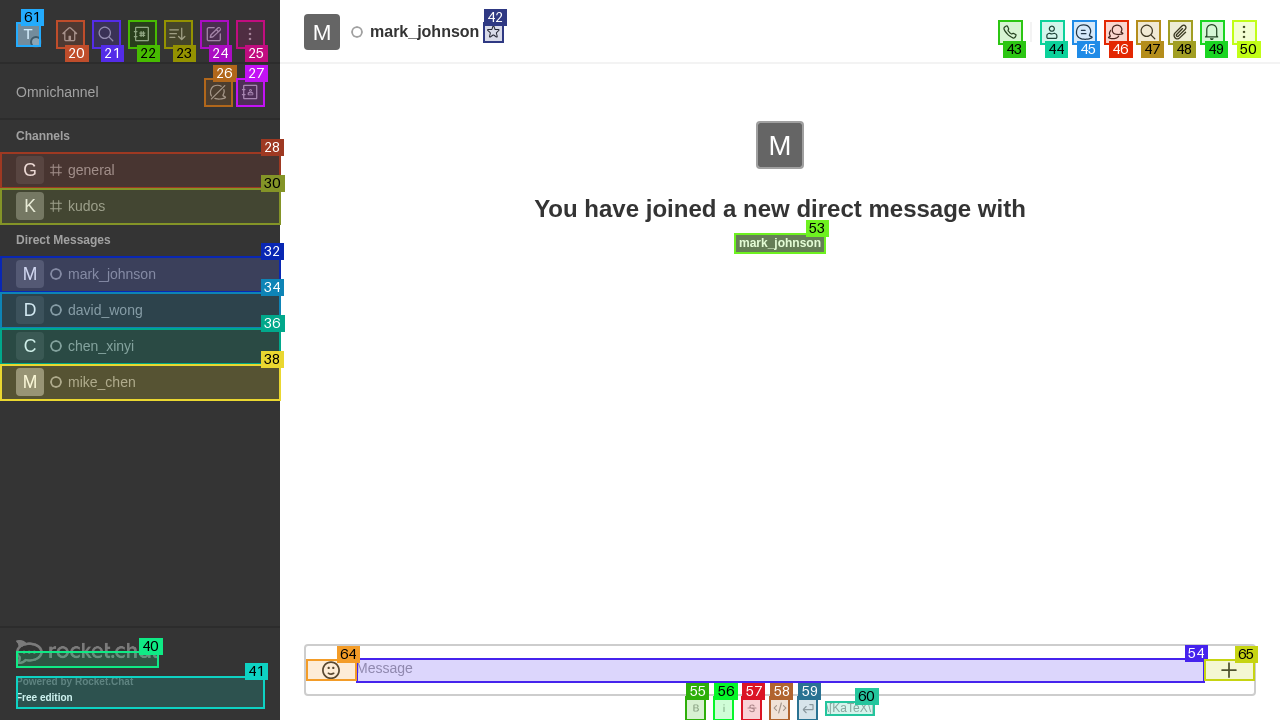 61
T
20
21
22
23
24
25
Omnichannel
26
27
Channels
28
G general
30
K kudos
Direct Messages
32
M mark_johnson
34
D david_wong
36
C chen_xinyi
38
M mike_chen
40
rocket.chat
41
Powered by Rocket.Chat
Free edition
M mark_johnson
42
43
44
45
46
47
48
49
50
M
You have joined a new direct message with
53
mark_johnson
64
54
65
Message
55
56
57
58
59
60
B
i
S
</>
\[KaTeX\]